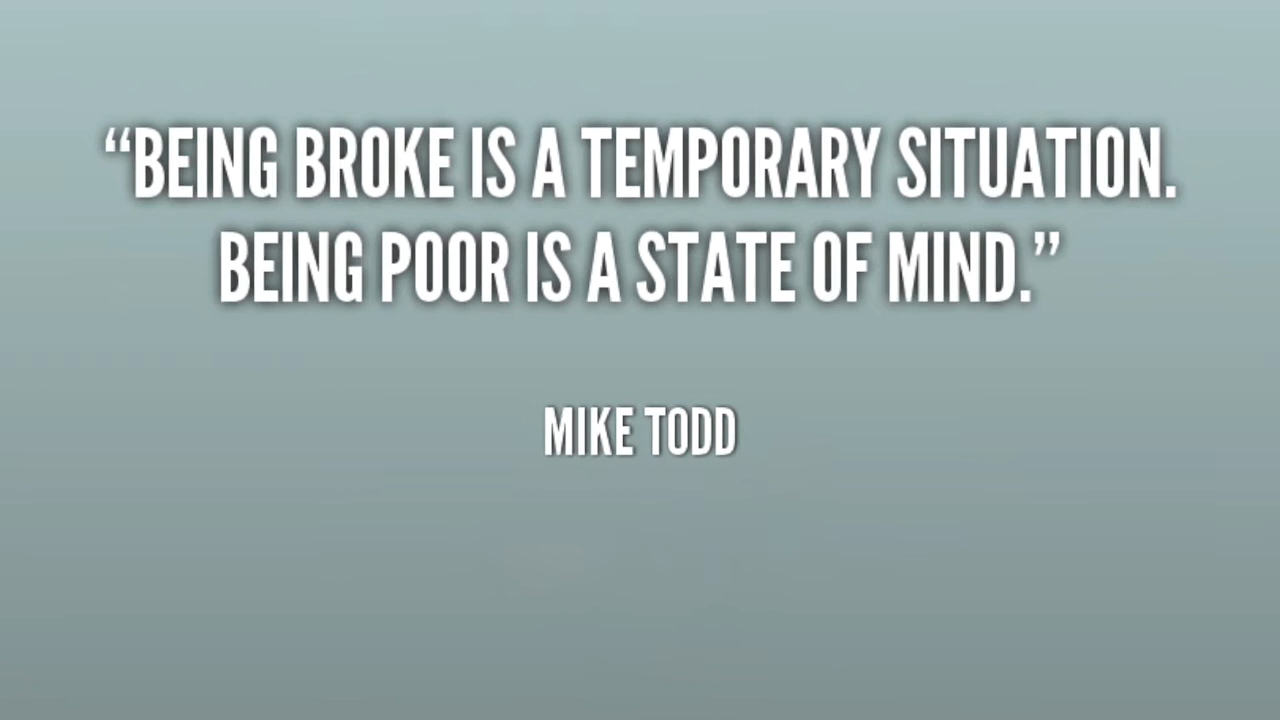 “BEING BROKE IS A TEMPORARY SITUATION.
BEING POOR IS A STATE OF MIND.”
MIKE TODD